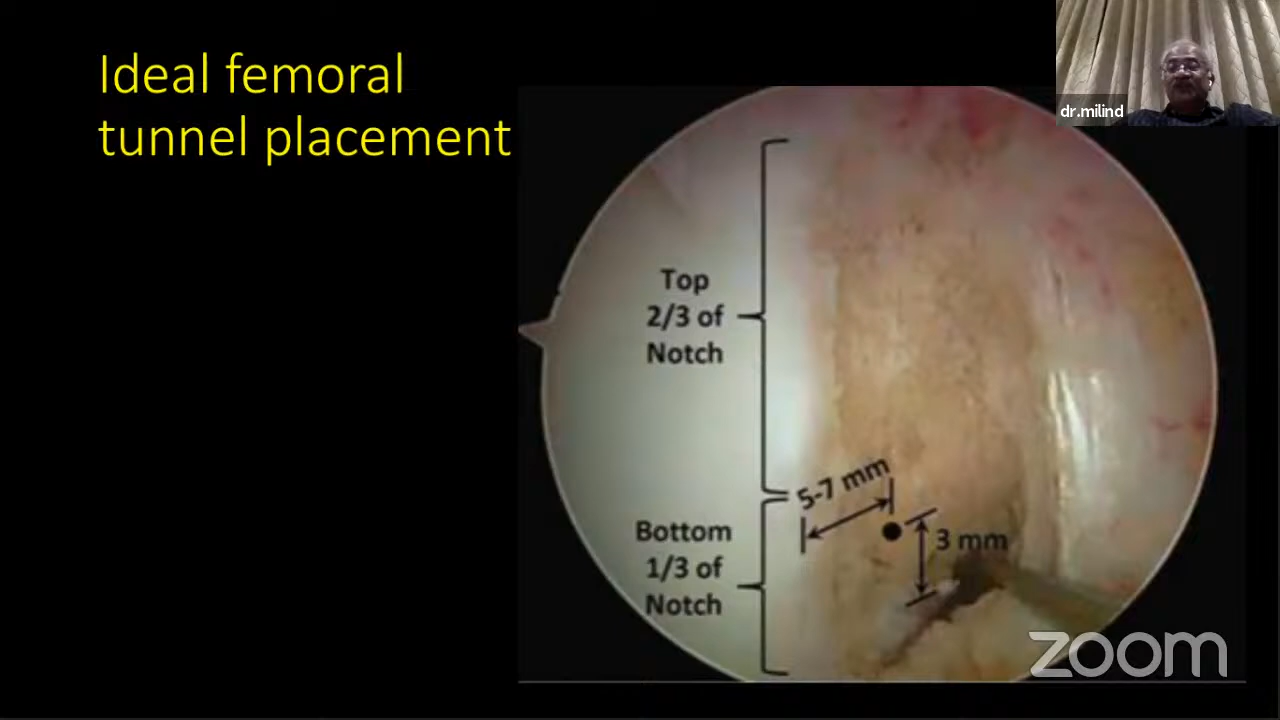 Ideal femoral
tunnel placement
dr.milind
Top
2/3 of
Notch
5-7 mm
3 mm
Bottom
1/3 of
Notch
zoom